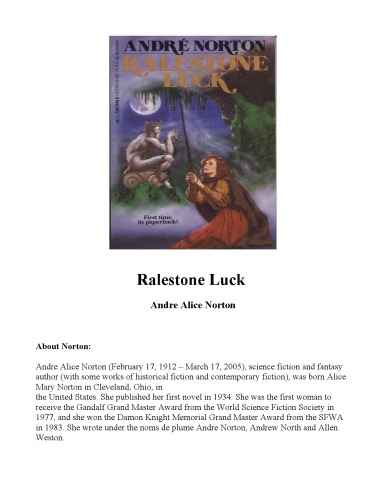 ANDRÉ NORTON
RALESTONE
LUCK
First time
in paperback!
Ralestone Luck
Andre Alice Norton
About Norton:
Andre Alice Norton (February 17, 1912 – March 17, 2005), science fiction and fantasy
author (with some works of historical fiction and contemporary fiction), was born Alice
Mary Norton in Cleveland, Ohio, in
the United States. She published her first novel in 1934. She was the first woman to
receive the Gandalf Grand Master Award from the World Science Fiction Society in
1977, and she won the Damon Knight Memorial Grand Master Award from the SFWA
in 1983. She wrote under the noms de plume Andre Norton, Andrew North and Allen
Weston.